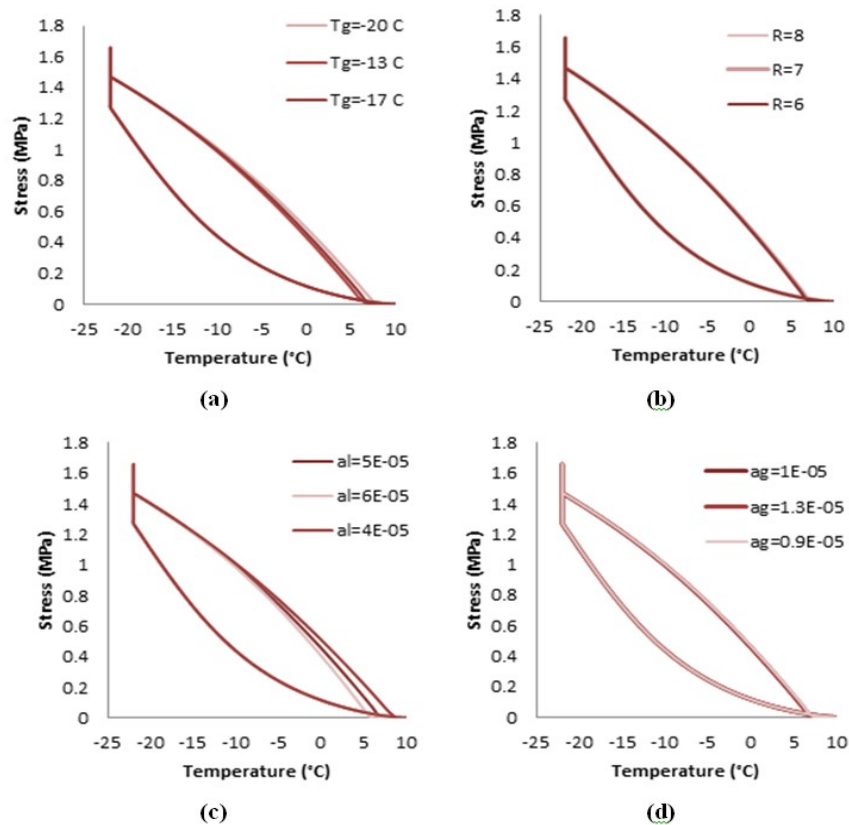 1.8
1.6
1.4
1.2
1
0.8
0.6
0.4
0.2
0
Stress (MPa)
Tg=-20 C
Tg=-13 C
Tg=-17 C
-25 -20 -15 -10 -5 0 5 10
Temperature (°C)
(a)
1.8
1.6
1.4
1.2
1
0.8
0.6
0.4
0.2
0
Stress (MPa)
R=8
R=7
R=6
-25 -20 -15 -10 -5 0 5 10
Temperature (°C)
(b)
1.8
1.6
1.4
1.2
1
0.8
0.6
0.4
0.2
0
Stress (MPa)
al=5E-05
al=6E-05
al=4E-05
-25 -20 -15 -10 -5 0 5 10
Temperature (°C)
(c)
1.8
1.6
1.4
1.2
1
0.8
0.6
0.4
0.2
0
Stress (MPa)
ag=1E-05
ag=1.3E-05
ag=0.9E-05
-25 -20 -15 -10 -5 0 5 10
Temperature (°C)
(d)